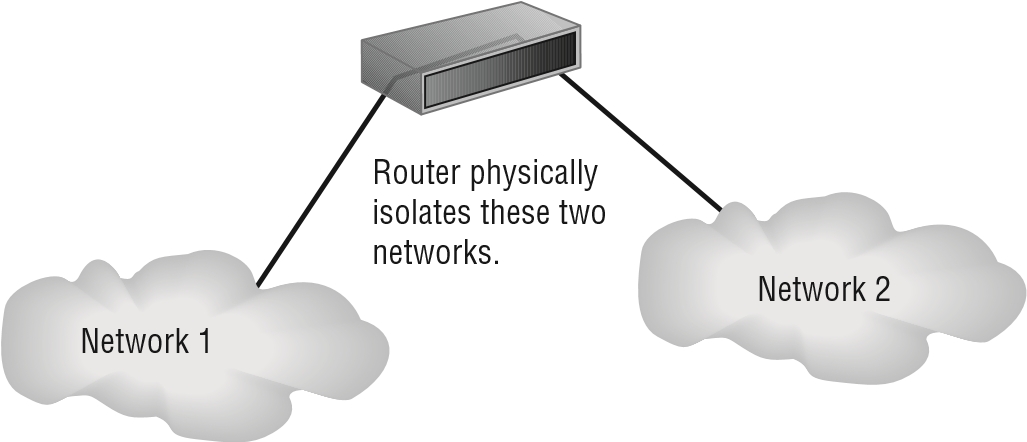 Router physically
isolates these two
networks.
Network 2
Network 1